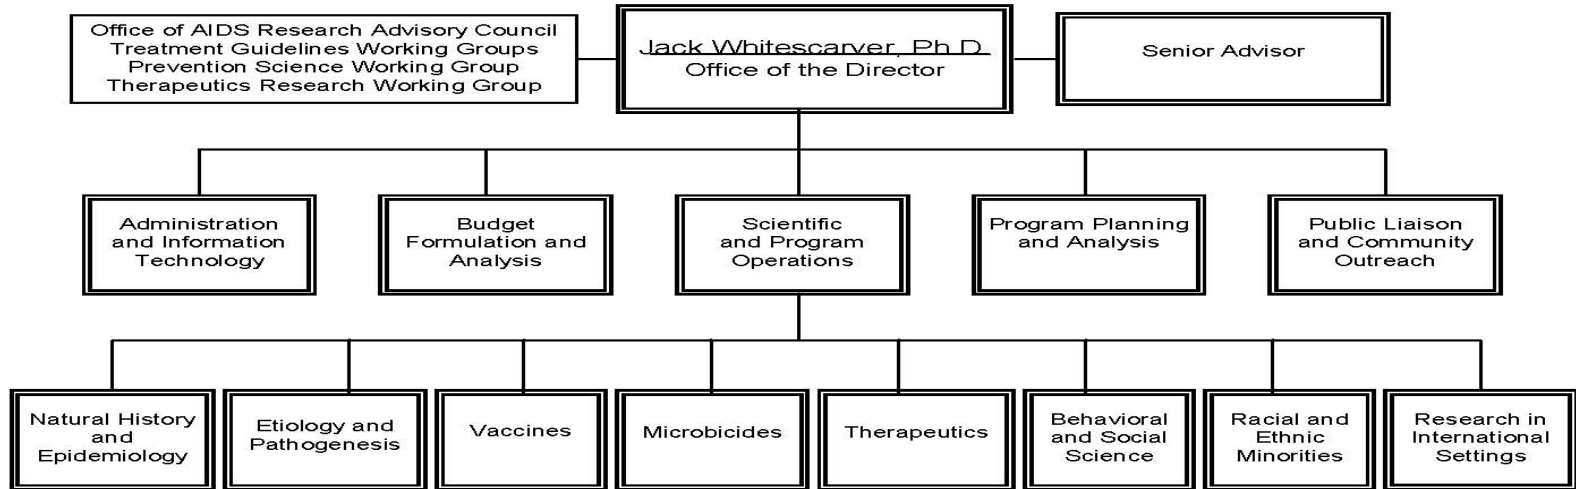 Office of AIDS Research Advisory Council
Treatment Guidelines Working Groups
Prevention Science Working Group
Therapeutics Research Working Group
Jack Whitescarver, Ph D.
Office of the Director
Senior Advisor
Administration
and Information
Technology
Budget
Formulation and
Analysis
Scientific
and Program
Operations
Program Planning
and Analysis
Public Liaison
and Community
Outreach
Natural History
and
Epidemiology
Etiology and
Pathogenesis
Vaccines
Microbicides
Therapeutics
Behavioral
and Social
Science
Racial and
Ethnic
Minorities
Research in
International
Settings